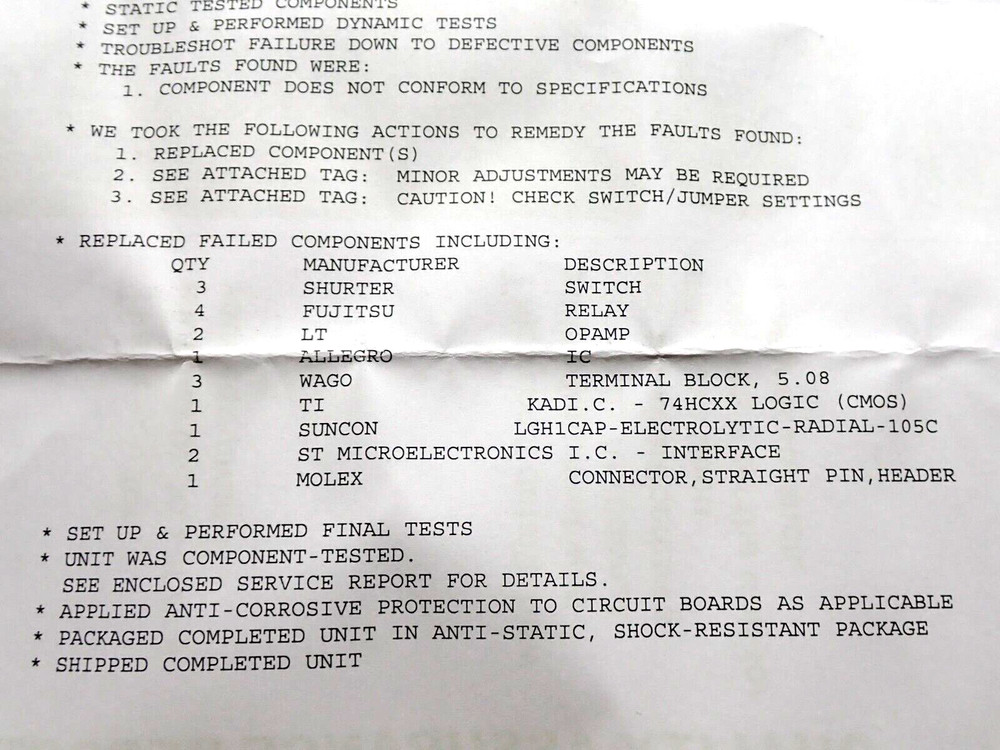 * STATIC TESTED COMPONENTS
* SET UP & PERFORMED DYNAMIC TESTS
* TROUBLESHOT FAILURE DOWN TO DEFECTIVE COMPONENTS
* THE FAULTS FOUND WERE:
1. COMPONENT DOES NOT CONFORM TO SPECIFICATIONS
* WE TOOK THE FOLLOWING ACTIONS TO REMEDY THE FAULTS FOUND:
1. REPLACED COMPONENT(S)
2. SEE ATTACHED TAG: MINOR ADJUSTMENTS MAY BE REQUIRED
3. SEE ATTACHED TAG: CAUTION! CHECK SWITCH/JUMPER SETTINGS
* REPLACED FAILED COMPONENTS INCLUDING:
QTY MANUFACTURER DESCRIPTION
3 SHURTER SWITCH
4 FUJITSU RELAY
2 LT OPAMP
1 ALLEGRO IC
3 WAGO TERMINAL BLOCK, 5.08
1 TI KADI.C. - 74HCXX LOGIC (CMOS)
1 SUNCON LGH1CAP-ELECTROLYTIC-RADIAL-105C
2 ST MICROELECTRONICS I.C. - INTERFACE
1 MOLEX CONNECTOR,STRAIGHT PIN,HEADER
* SET UP & PERFORMED FINAL TESTS
* UNIT WAS COMPONENT-TESTED.
SEE ENCLOSED SERVICE REPORT FOR DETAILS.
* APPLIED ANTI-CORROSIVE PROTECTION TO CIRCUIT BOARDS AS APPLICABLE
* PACKAGED COMPLETED UNIT IN ANTI-STATIC, SHOCK-RESISTANT PACKAGE
* SHIPPED COMPLETED UNIT